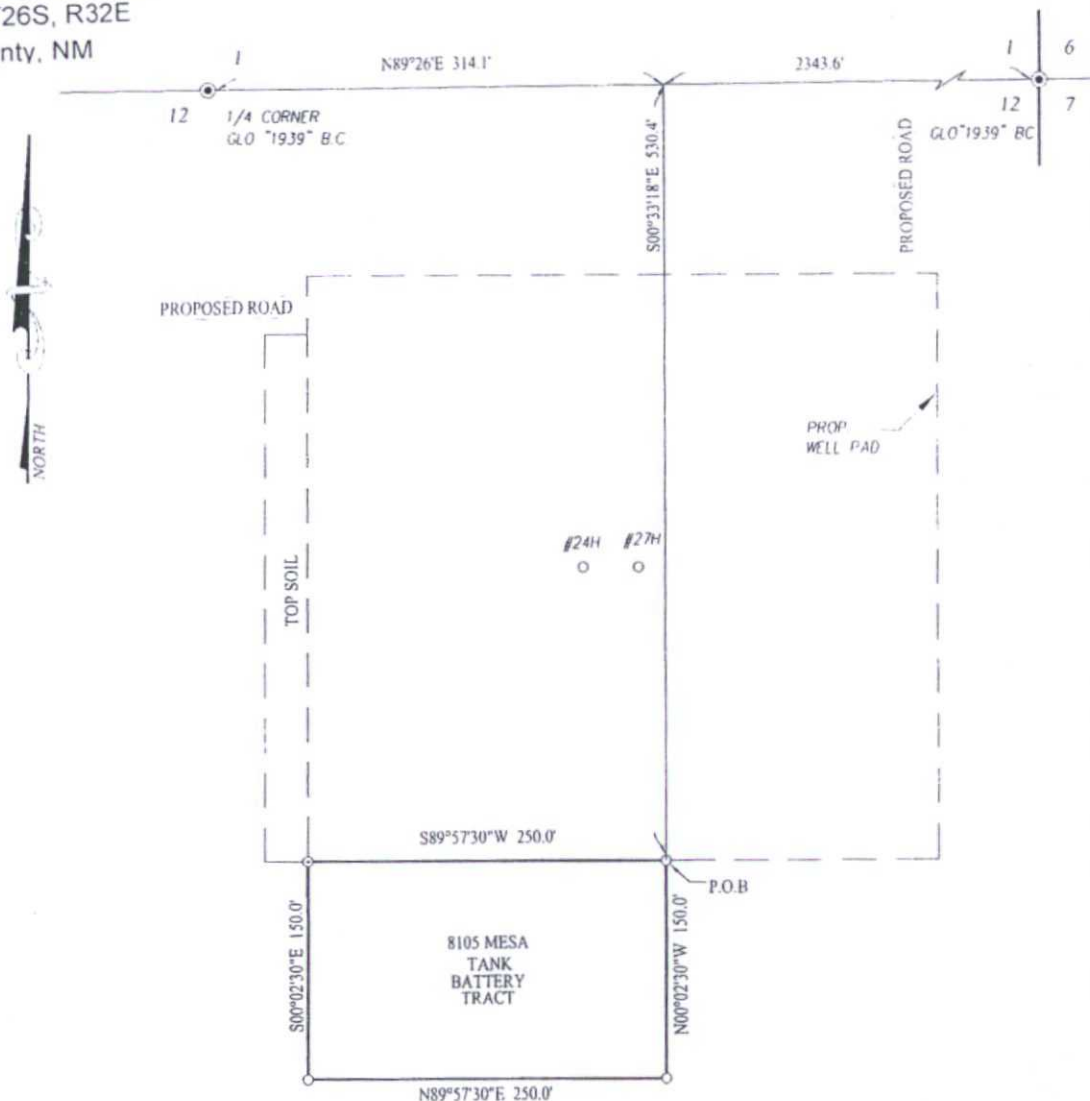 T26S, R32E
nty, NM
1
N89°26'E 314.1'
2343.6'
1
6
12
1/4 CORNER
GLO "1939" B.C.
12
7
GLO "1939" BC
S00°33'18"E 530.4'
PROPOSED ROAD
PROPOSED ROAD
NORTH
PROP
WELL PAD
#24H
#27H
TOP SOIL
S89°57'30"W 250.0'
P.O.B
S00°02'30"E 150.0'
8105 MESA
TANK
BATTERY
TRACT
N00°02'30"W 150.0'
N89°57'30"E 250.0'